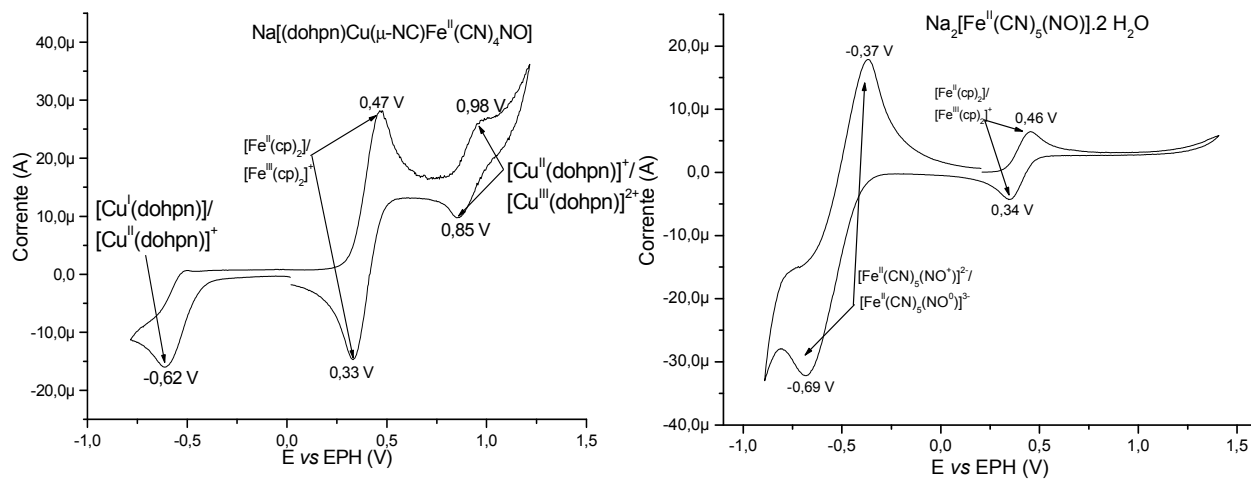 Na[(dohpn)Cu(μ-NC)Fe^II(CN)₄NO]
40,0μ
30,0μ
20,0μ
10,0μ
0,0
-10,0μ
-20,0μ
Corrente (A)
0,47 V
0,98 V
[Fe^II(cp)₂]/
[Fe^III(cp)₂]⁺
[Cu^II(dohpn)]⁺/
[Cu^III(dohpn)]²⁺
[Cu^I(dohpn)]/
[Cu^II(dohpn)]⁺
0,85 V
-0,62 V
0,33 V
-1,0
-0,5
0,0
0,5
1,0
1,5
E vs EPH (V)
Na₂[Fe^II(CN)₅(NO)].2 H₂O
20,0μ
10,0μ
0,0
-10,0μ
-20,0μ
-30,0μ
-40,0μ
Corrente (A)
-0,37 V
[Fe^II(cp)₂]/
[Fe^III(cp)₂]⁺
0,46 V
0,34 V
[Fe^II(CN)₅(NO⁺)]²⁻/
[Fe^II(CN)₅(NO⁰)]³⁻
-0,69 V
-1,0
-0,5
0,0
0,5
1,0
1,5
E vs EPH (V)